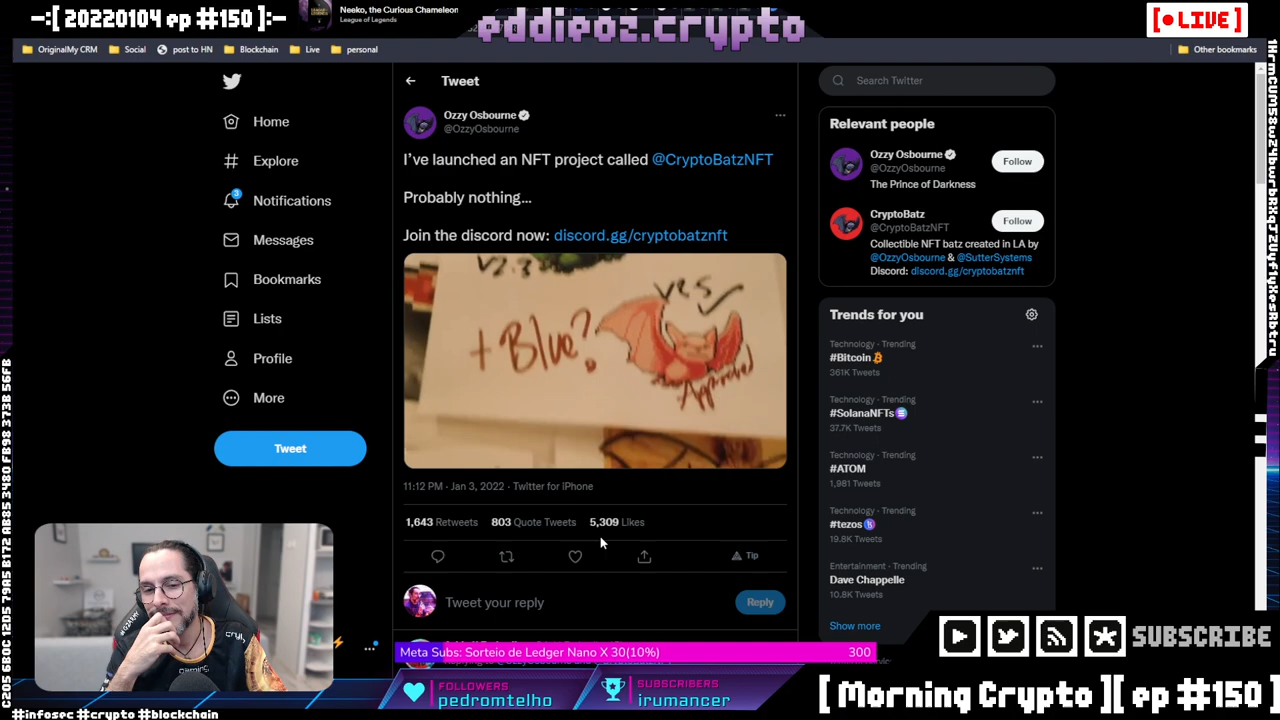 -:[ 20220104 ep #150 ]:-
Neeko, the Curious Chameleon
League of Legends
eddieoz.crypto
[ LIVE ]
OriginalMy CRM
Social
post to HN
Blockchain
Live
personal
Other bookmarks
Home
Explore
3
Notifications
Messages
Bookmarks
Lists
Profile
More
Tweet
Tweet
Ozzy Osbourne
@OzzyOsbourne
I've launched an NFT project called @CryptoBatzNFT
Probably nothing...
Join the discord now: discord.gg/cryptobatznft
V2.3
+ Blue?
YES
Approved
11:12 PM · Jan 3, 2022 · Twitter for iPhone
1,643 Retweets 803 Quote Tweets 5,309 Likes
Tip
Tweet your reply
Reply
Search Twitter
Relevant people
Ozzy Osbourne
@OzzyOsbourne
Follow
The Prince of Darkness
CryptoBatz
@CryptoBatzNFT
Follow
Collectible NFT batz created in LA by
@OzzyOsbourne & @SutterSystems
Discord: discord.gg/cryptobatznft
Trends for you
Technology · Trending
#Bitcoin
361K Tweets
Technology · Trending
#SolanaNFTs
37.7K Tweets
Technology · Trending
#ATOM
1,981 Tweets
Technology · Trending
#tezos
19.8K Tweets
Entertainment · Trending
Dave Chappelle
10.8K Tweets
Show more
SUBSCRIBE
Meta Subs: Sorteio de Ledger Nano X 30(10%) 300
FOLLOWERS
pedromtelho
SUBSCRIBERS
irumancer
[ Morning Crypto ][ ep #150 ]
#infosec #crypto #blockchain